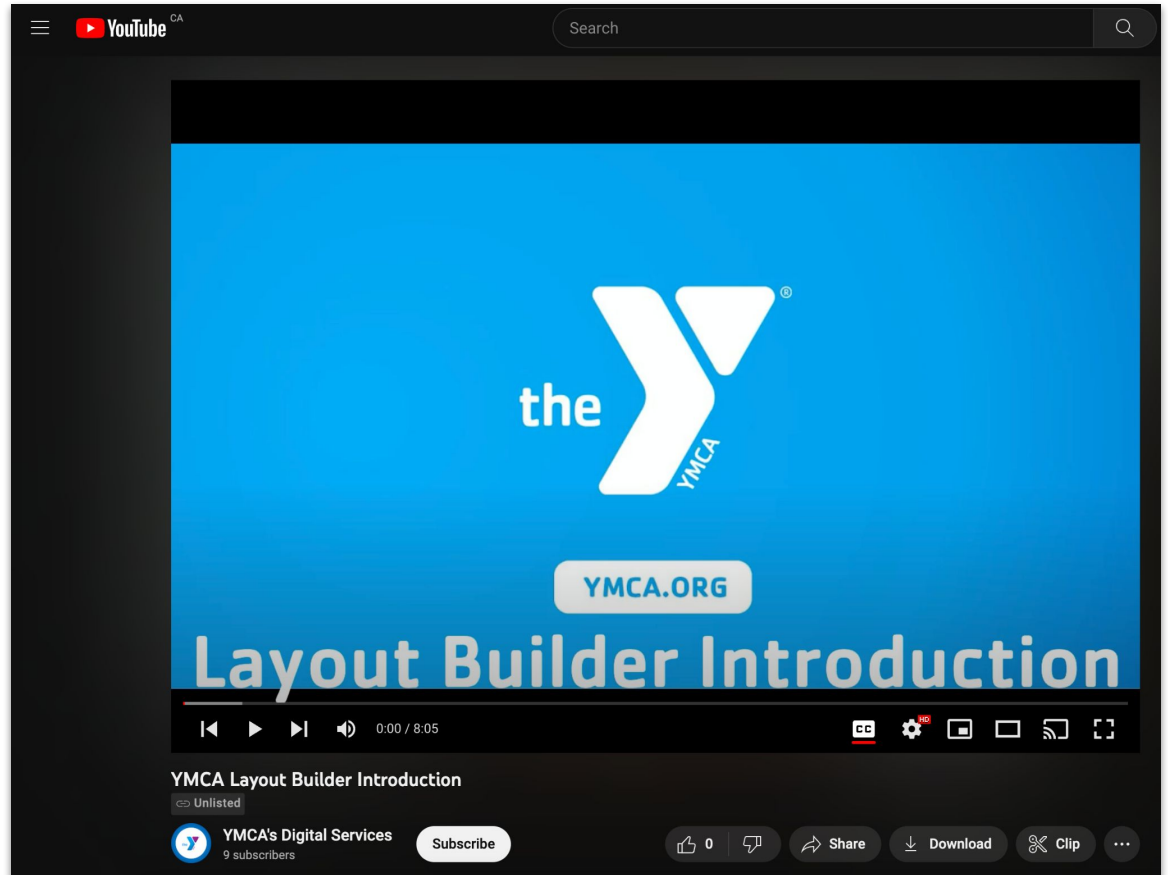 YouTube CA
Search
the
®
YMCA
YMCA.ORG
Layout Builder Introduction
0:00 / 8:05
CC
HD
YMCA Layout Builder Introduction
Unlisted
YMCA's Digital Services
9 subscribers
Subscribe
0
Share
Download
Clip